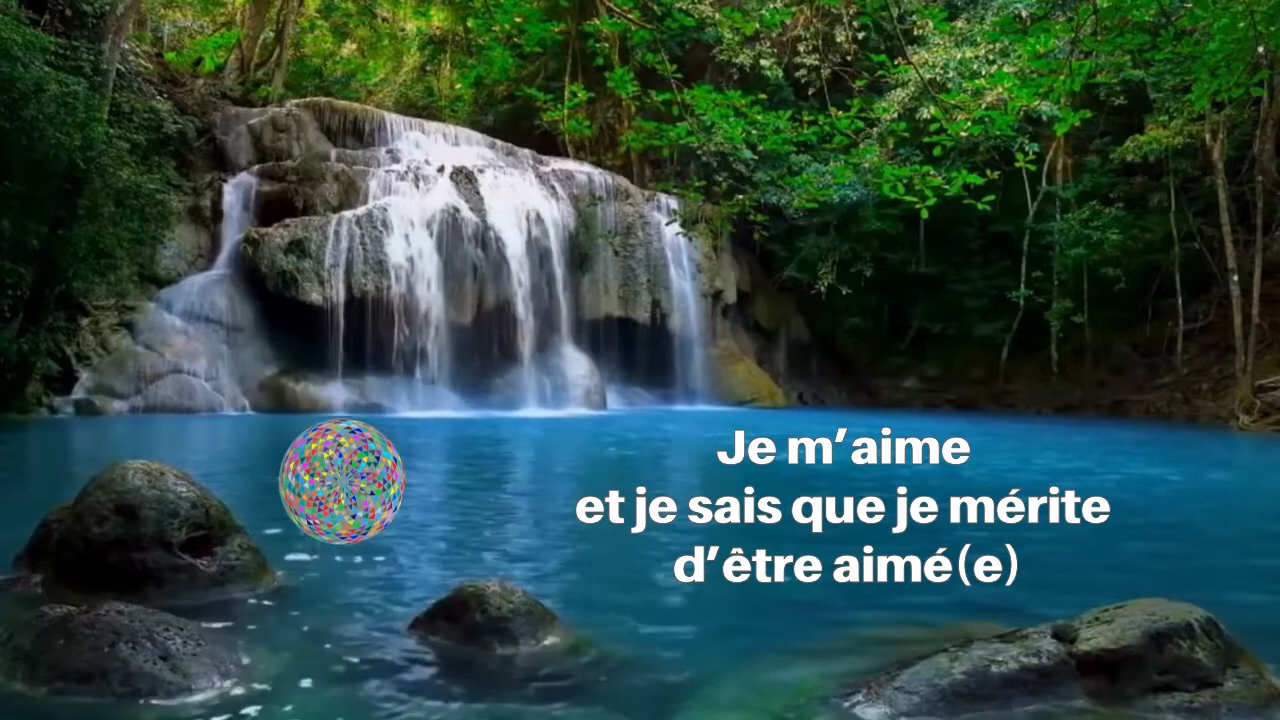 Je m’aime
et je sais que je mérite
d’être aimé(e)